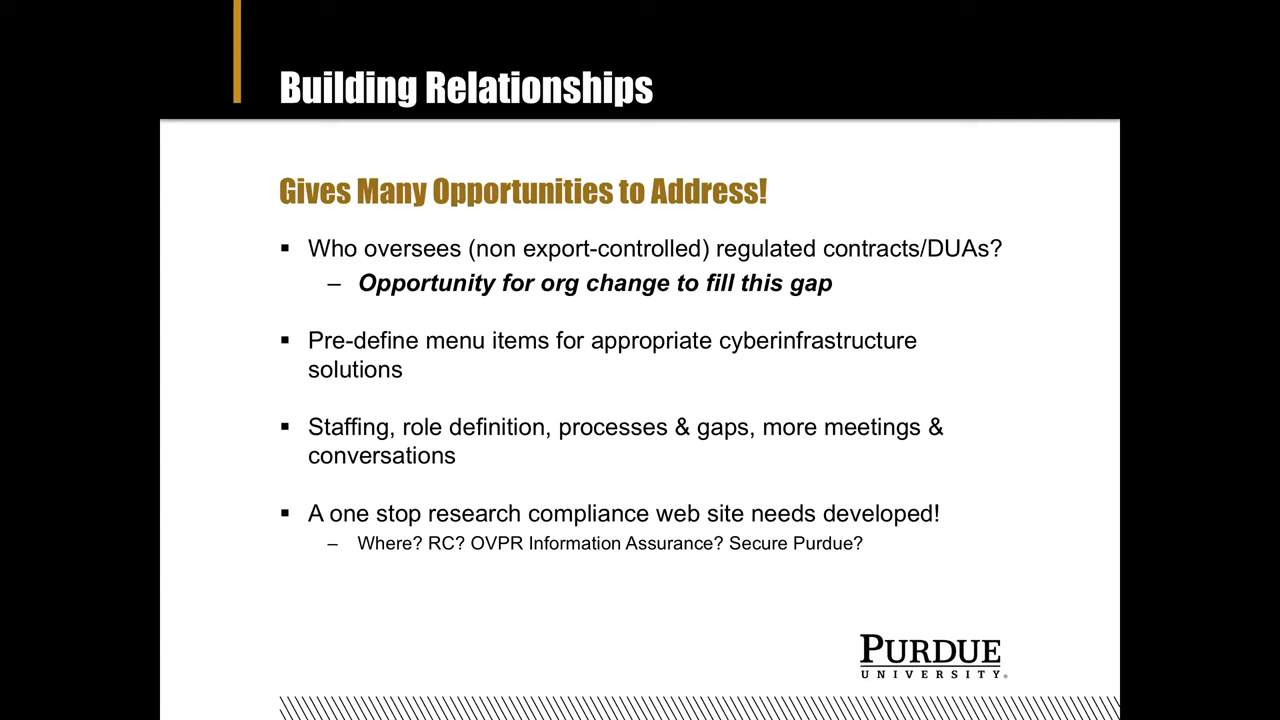 Building Relationships
Gives Many Opportunities to Address!
▪ Who oversees (non export-controlled) regulated contracts/DUAs?
– Opportunity for org change to fill this gap
▪ Pre-define menu items for appropriate cyberinfrastructure
solutions
▪ Staffing, role definition, processes & gaps, more meetings &
conversations
▪ A one stop research compliance web site needs developed!
– Where? RC? OVPR Information Assurance? Secure Purdue?
PURDUE
UNIVERSITY®